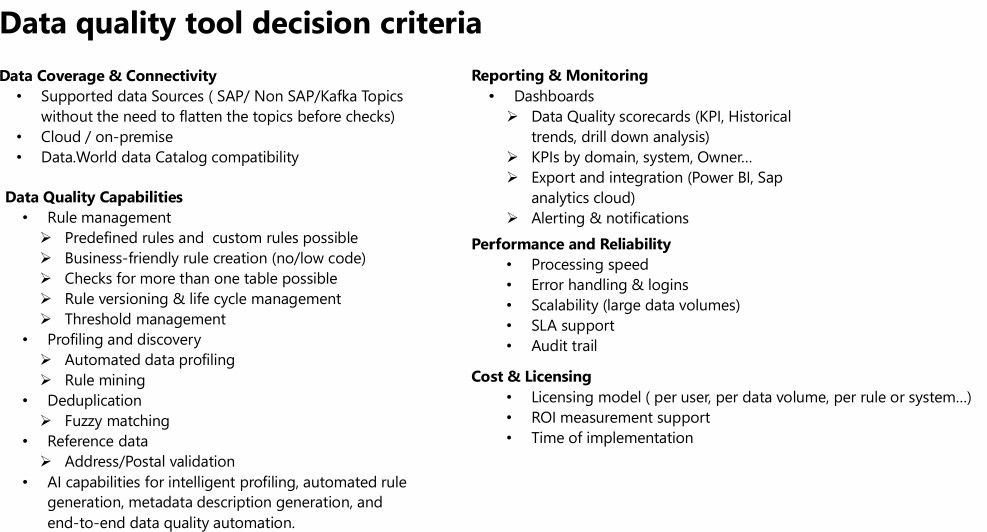 Data quality tool decision criteria
Data Coverage & Connectivity
• Supported data Sources ( SAP/ Non SAP/Kafka Topics
without the need to flatten the topics before checks)
• Cloud / on-premise
• Data.World data Catalog compatibility
Data Quality Capabilities
• Rule management
➢ Predefined rules and  custom rules possible
➢ Business-friendly rule creation (no/low code)
➢ Checks for more than one table possible
➢ Rule versioning & life cycle management
➢ Threshold management
• Profiling and discovery
➢ Automated data profiling
➢ Rule mining
• Deduplication
➢ Fuzzy matching
• Reference data
➢ Address/Postal validation
• AI capabilities for intelligent profiling, automated rule
generation, metadata description generation, and
end-to-end data quality automation.
Reporting & Monitoring
• Dashboards
➢ Data Quality scorecards (KPI, Historical
trends, drill down analysis)
➢ KPIs by domain, system, Owner…
➢ Export and integration (Power BI, Sap
analytics cloud)
➢ Alerting & notifications
Performance and Reliability
• Processing speed
• Error handling & logins
• Scalability (large data volumes)
• SLA support
• Audit trail
Cost & Licensing
• Licensing model ( per user, per data volume, per rule or system…)
• ROI measurement support
• Time of implementation